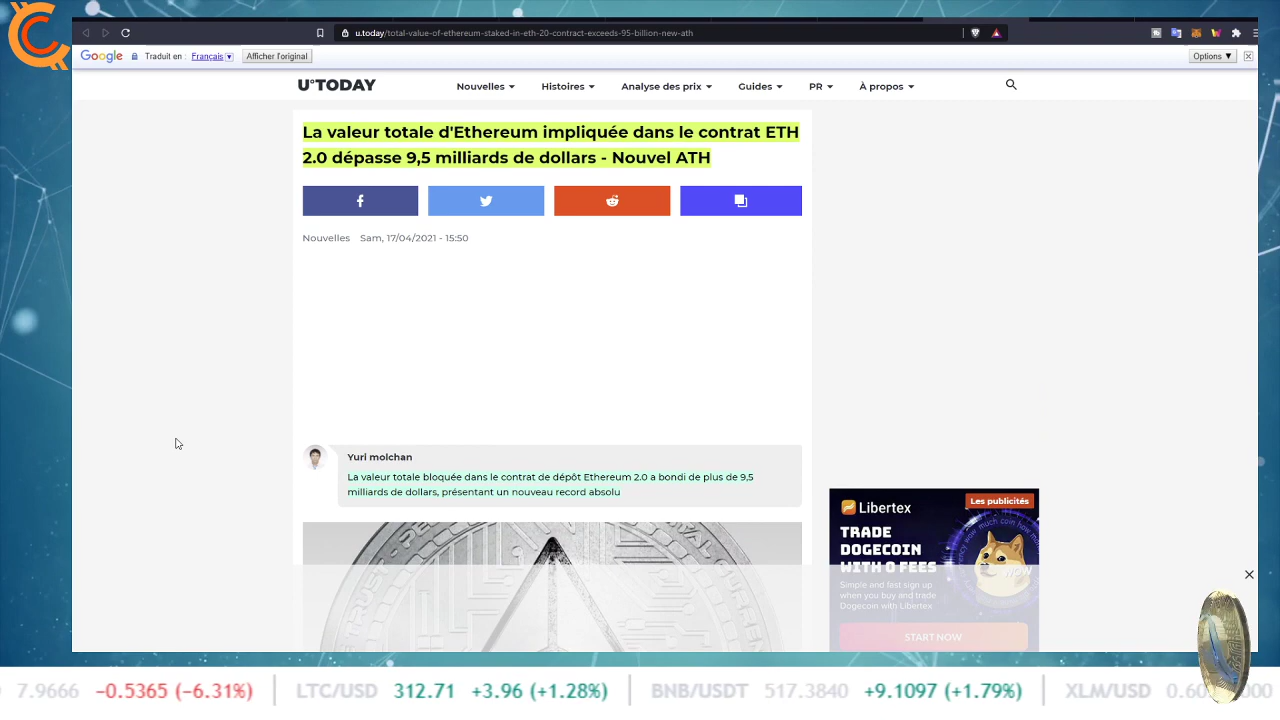 u.today/total-value-of-ethereum-staked-in-eth-20-contract-exceeds-95-billion-new-ath
Google Traduit en : Français Afficher l'original Options ▼
U°TODAY Nouvelles Histoires Analyse des prix Guides PR À propos
La valeur totale d'Ethereum impliquée dans le contrat ETH
2.0 dépasse 9,5 milliards de dollars - Nouvel ATH
Nouvelles Sam, 17/04/2021 - 15:50
Yuri molchan
La valeur totale bloquée dans le contrat de dépôt Ethereum 2.0 a bondi de plus de 9,5
milliards de dollars, présentant un nouveau record absolu
Les publicités
Libertex
TRADE
DOGECOIN
WITH 0 FEES
Simple and fast sign up
when you buy and trade
Dogecoin with Libertex
START NOW
7.9666 −0.5365 (−6.31%) LTC/USD 312.71 +3.96 (+1.28%) BNB/USDT 517.3840 +9.1097 (+1.79%) XLM/USD